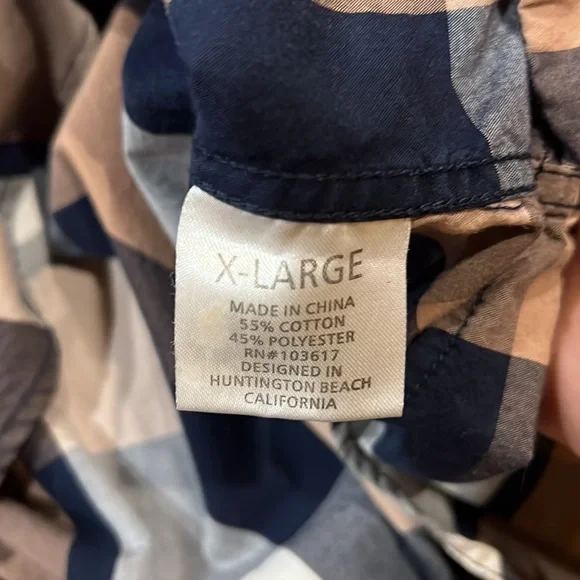 X-LARGE
MADE IN CHINA
55% COTTON
45% POLYESTER
RN#103617
DESIGNED IN
HUNTINGTON BEACH
CALIFORNIA